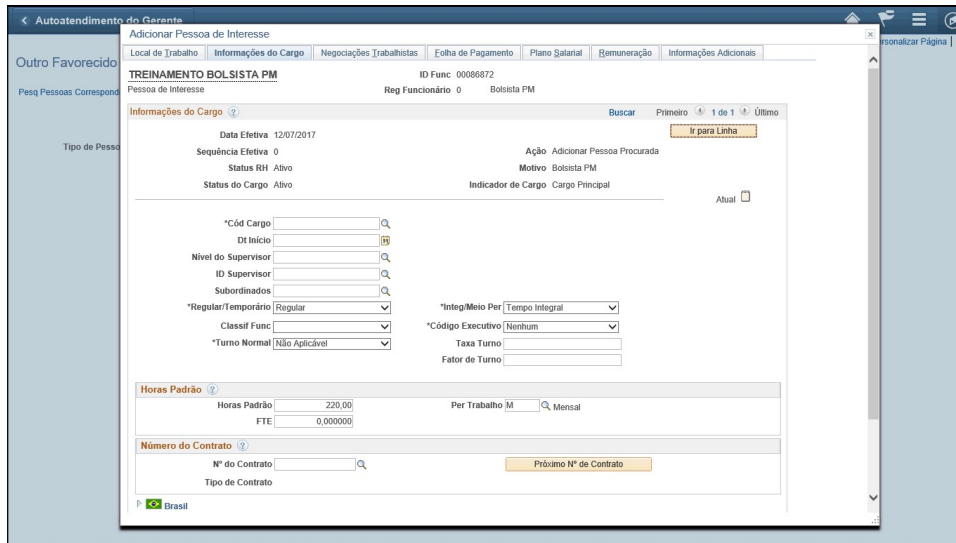 Autoatendimento do Gerente
Adicionar Pessoa de Interesse
Personalizar Página |
Outro Favorecido
Pesq Pessoas Correspond
Tipo de Pesso
Local de Trabalho Informações do Cargo Negociações Trabalhistas Folha de Pagamento Plano Salarial Remuneração Informações Adicionais
TREINAMENTO BOLSISTA PM ID Func 00086872
Pessoa de Interesse Reg Funcionário 0 Bolsista PM
Informações do Cargo Buscar Primeiro 1 de 1 Último
Data Efetiva 12/07/2017 Ir para Linha
Sequência Efetiva 0 Ação Adicionar Pessoa Procurada
Status RH Ativo Motivo Bolsista PM
Status do Cargo Ativo Indicador de Cargo Cargo Principal
Atual
*Cód Cargo
Dt Início
Nível do Supervisor
ID Supervisor
Subordinados
*Regular/Temporário Regular *Integ/Meio Per Tempo Integral
Classif Func *Código Executivo Nenhum
*Turno Normal Não Aplicável Taxa Turno
Fator de Turno
Horas Padrão
Horas Padrão 220,00 Per Trabalho M Mensal
FTE 0,000000
Número do Contrato
Nº do Contrato Próximo Nº de Contrato
Tipo de Contrato
Brasil